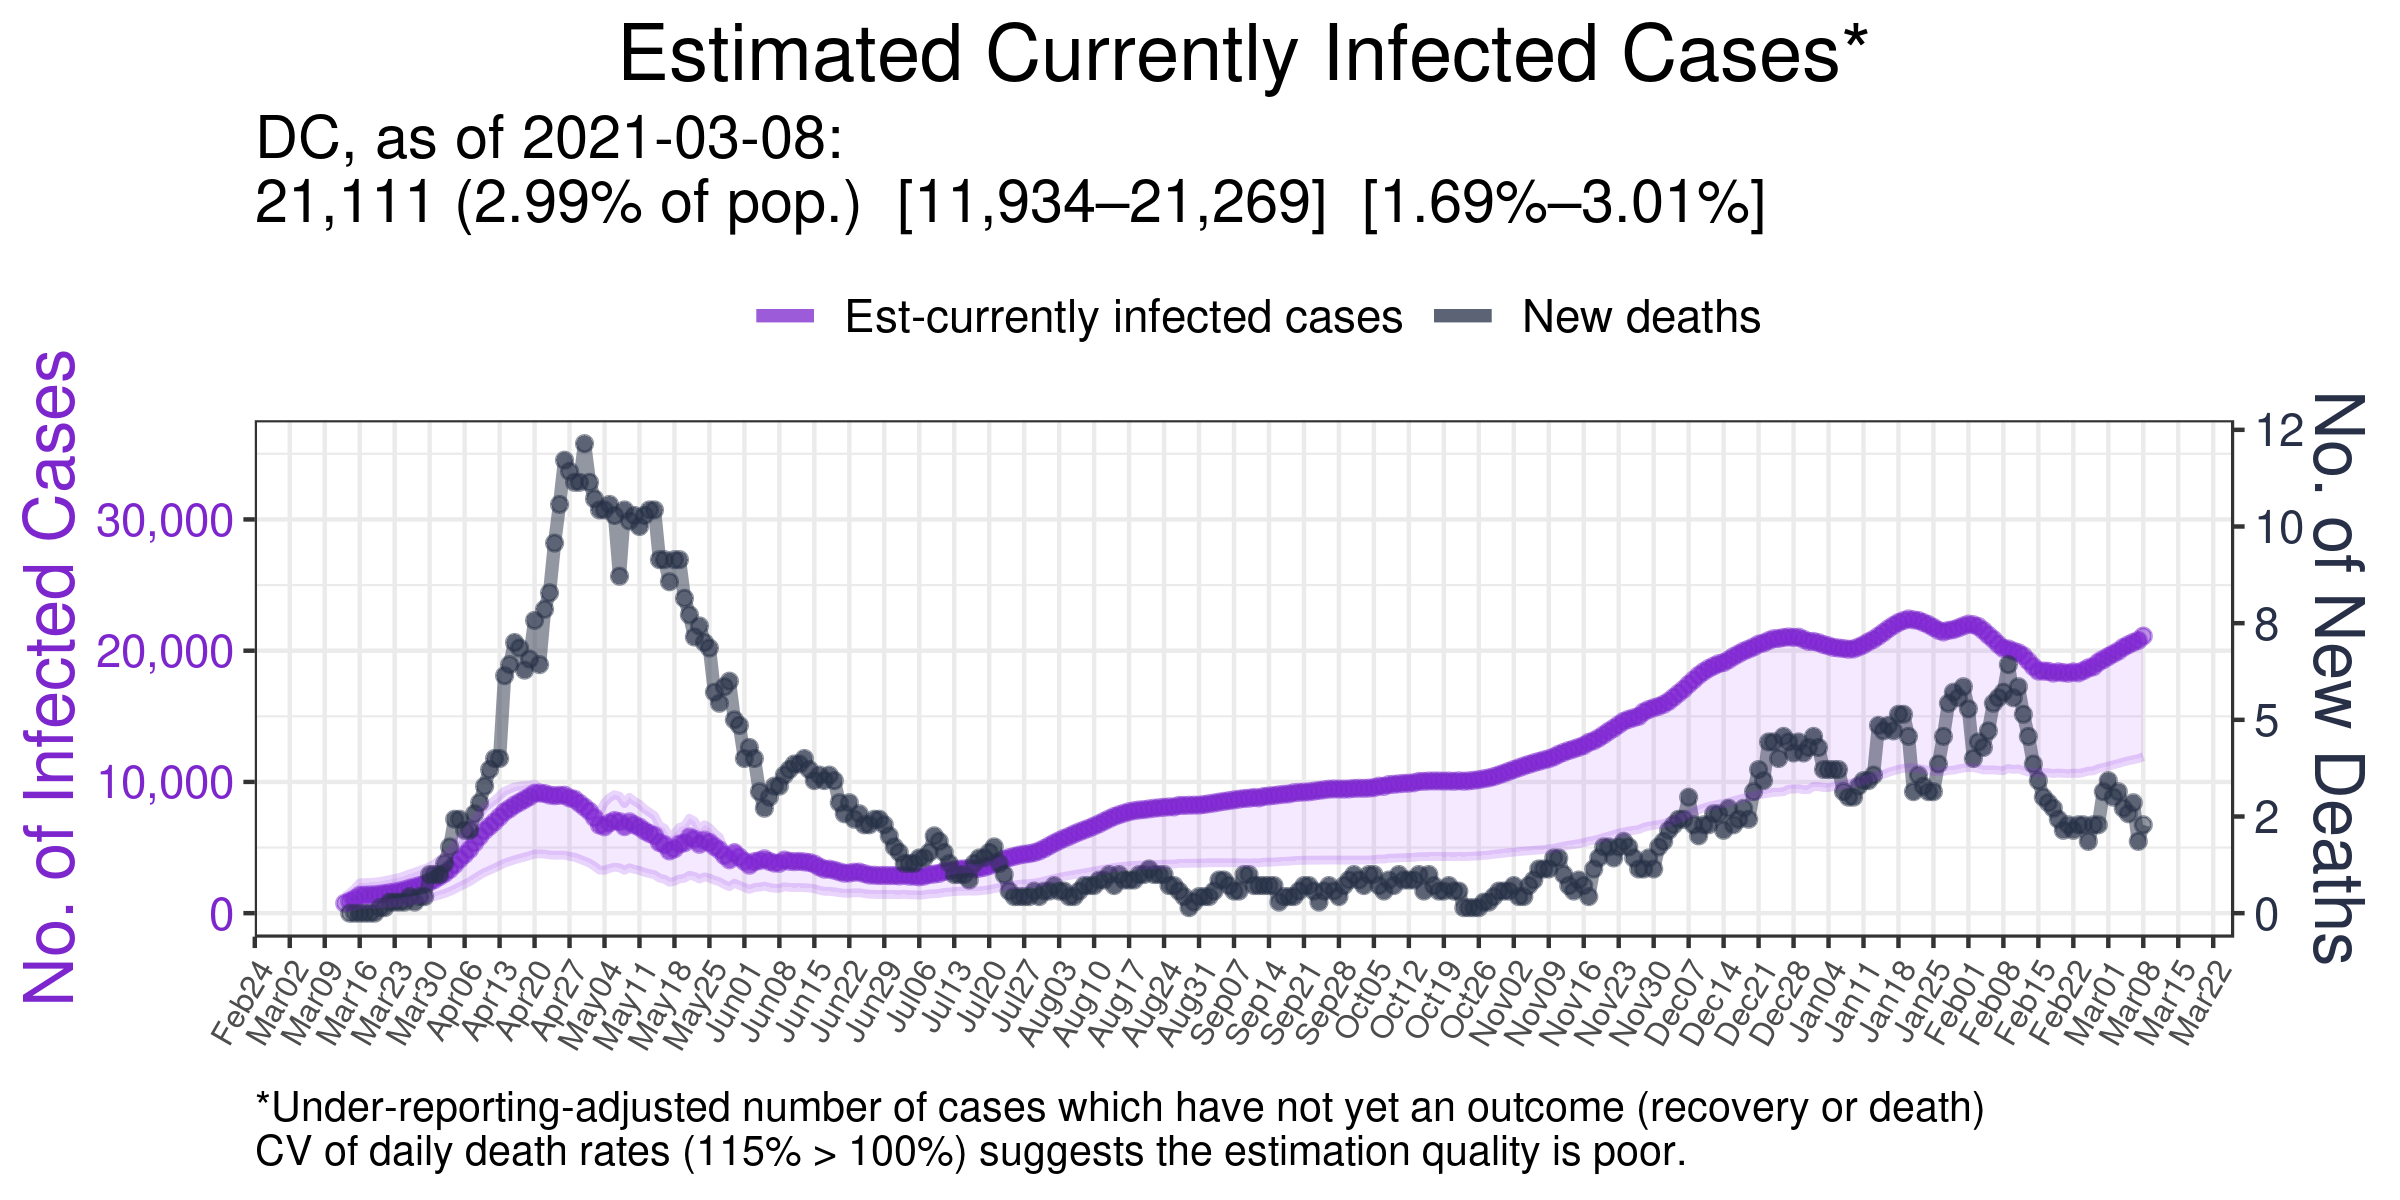 Estimated Currently Infected Cases*
DC, as of 2021-03-08:
21,111 (2.99% of pop.)  [11,934–21,269]  [1.69%–3.01%]
Est-currently infected cases
New deaths
No. of Infected Cases
30,000
20,000
10,000
0
12
10
8
5
2
0
No. of New Deaths
Feb24
Mar02
Mar09
Mar16
Mar23
Mar30
Apr06
Apr13
Apr20
Apr27
May04
May11
May18
May25
Jun01
Jun08
Jun15
Jun22
Jun29
Jul06
Jul13
Jul20
Jul27
Aug03
Aug10
Aug17
Aug24
Aug31
Sep07
Sep14
Sep21
Sep28
Oct05
Oct12
Oct19
Oct26
Nov02
Nov09
Nov16
Nov23
Nov30
Dec07
Dec14
Dec21
Dec28
Jan04
Jan11
Jan18
Jan25
Feb01
Feb08
Feb15
Feb22
Mar01
Mar08
Mar15
Mar22
*Under-reporting-adjusted number of cases which have not yet an outcome (recovery or death)
CV of daily death rates (115% > 100%) suggests the estimation quality is poor.